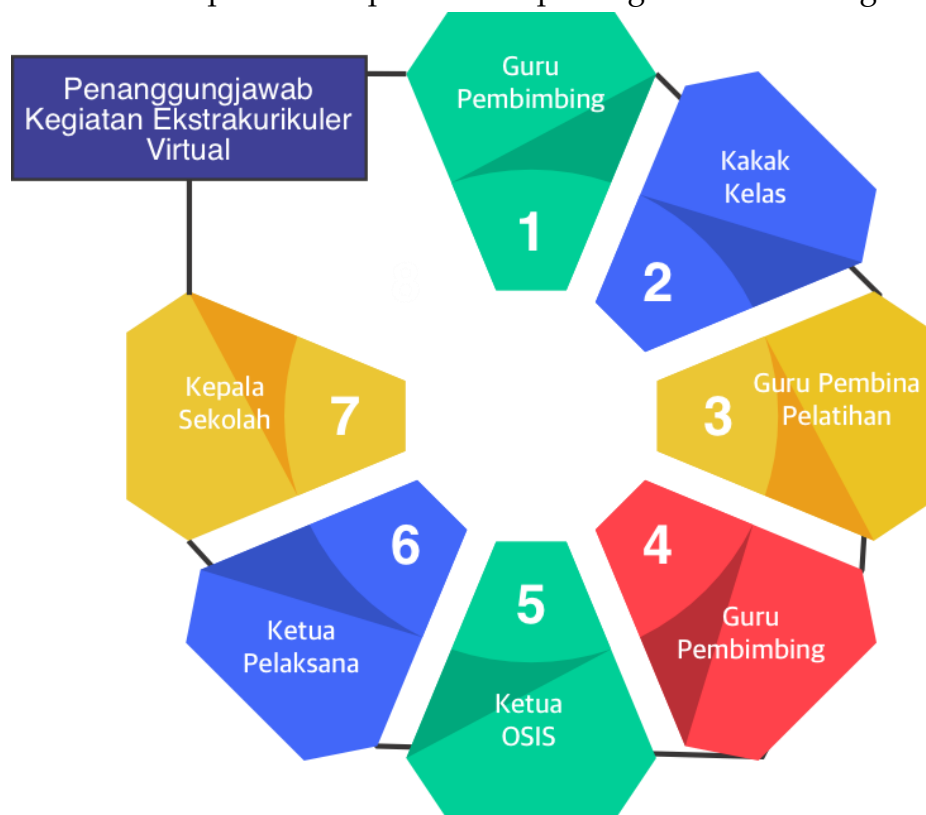 Penanggungjawab
Kegiatan Ekstrakurikuler
Virtual
Guru
Pembimbing
1
Kakak
Kelas
2
Guru Pembina
Pelatihan
3
4
Guru
Pembimbing
5
Ketua
OSIS
6
Ketua
Pelaksana
Kepala
Sekolah
7